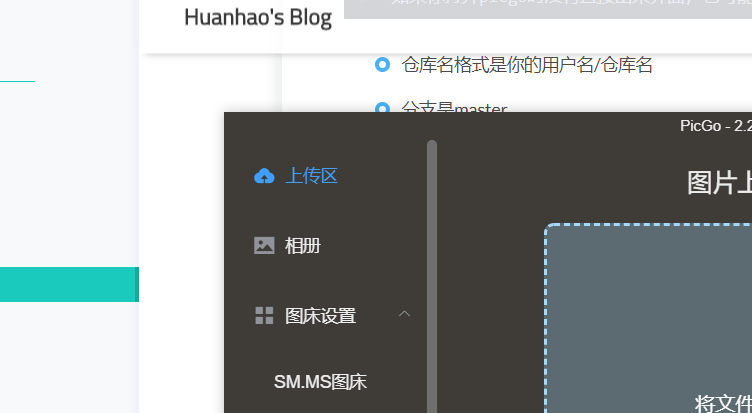 Huanhao's Blog
仓库名格式是你的用户名/仓库名
分支是master
PicGo - 2.2
上传区
图片上
相册
图床设置
SM.MS图床
将文件